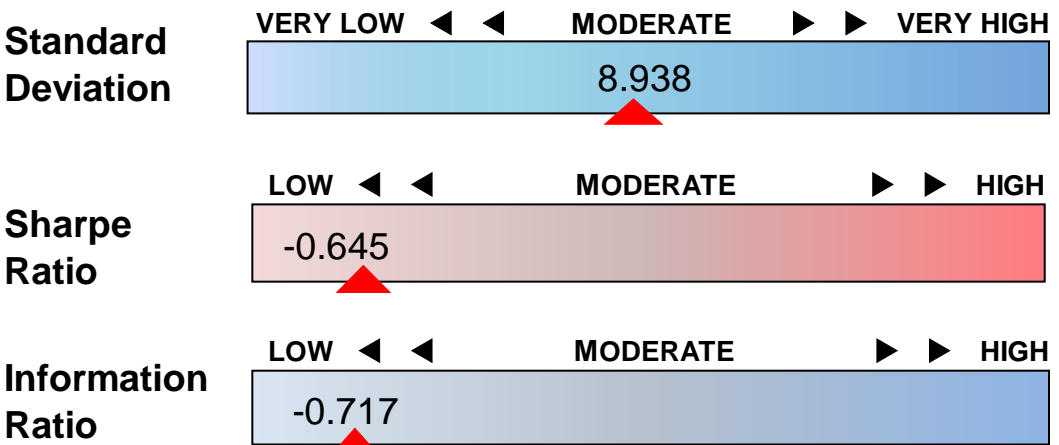 VERY LOW MODERATE VERY HIGH
Standard
Deviation
8.938
LOW MODERATE HIGH
Sharpe
Ratio
-0.645
LOW MODERATE HIGH
Information
Ratio
-0.717